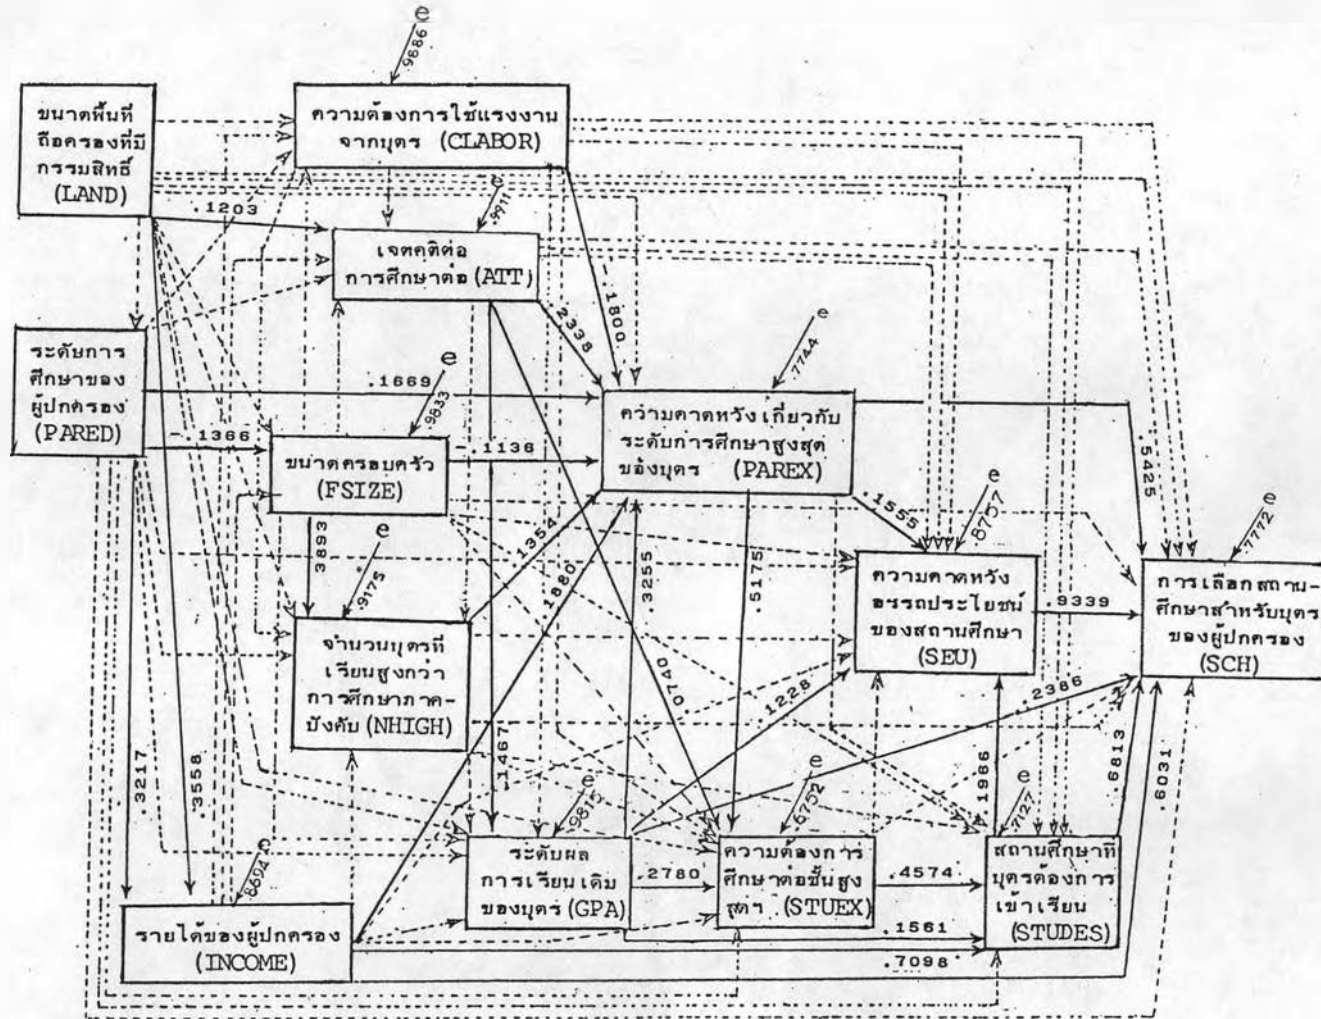 e
.9686
ขนาดพื้นที่
ถือครองที่มี
กรรมสิทธิ์
(LAND)
ความต้องการใช้แรงงาน
จากบุตร (CLABOR)
e
.9911
.1203
เจตคติต่อ
การศึกษาต่อ (ATT)
.2338
.1800
e
.7744
ระดับการ
ศึกษาของ
ผู้ปกครอง
(PARED)
.1669
e
.9833
-.1366
ขนาดครอบครัว
(FSIZE)
-.1136
ความคาดหวังเกี่ยวกับ
ระดับการศึกษาสูงสุด
ของบุตร (PAREX)
.5425
.3893
e
.9175
.1354
.1880
.3255
.5175
.1555
e
.8757
e
.7772
ความคาดหวัง
อรรถประโยชน์
ของสถานศึกษา
(SEU)
.9339
การเลือกสถาน-
ศึกษาสำหรับบุตร
ของผู้ปกครอง
(SCH)
จำนวนบุตรที่
เรียนสูงกว่า
การศึกษาภาค-
บังคับ (NHIGH)
.0740
.1228
.2386
.3217
.3558
.1467
.1986
.6813
.6031
e
e
.6752
e
.7127
e
.8694
ระดับผล
การเรียนเดิม
ของบุตร (GPA)
.2780
ความต้องการ
ศึกษาต่อชั้นสูง
สุดฯ (STUEX)
.4574
สถานศึกษาที่
บุตรต้องการ
เข้าเรียน
(STUDES)
รายได้ของผู้ปกครอง
(INCOME)
.1561
.7098